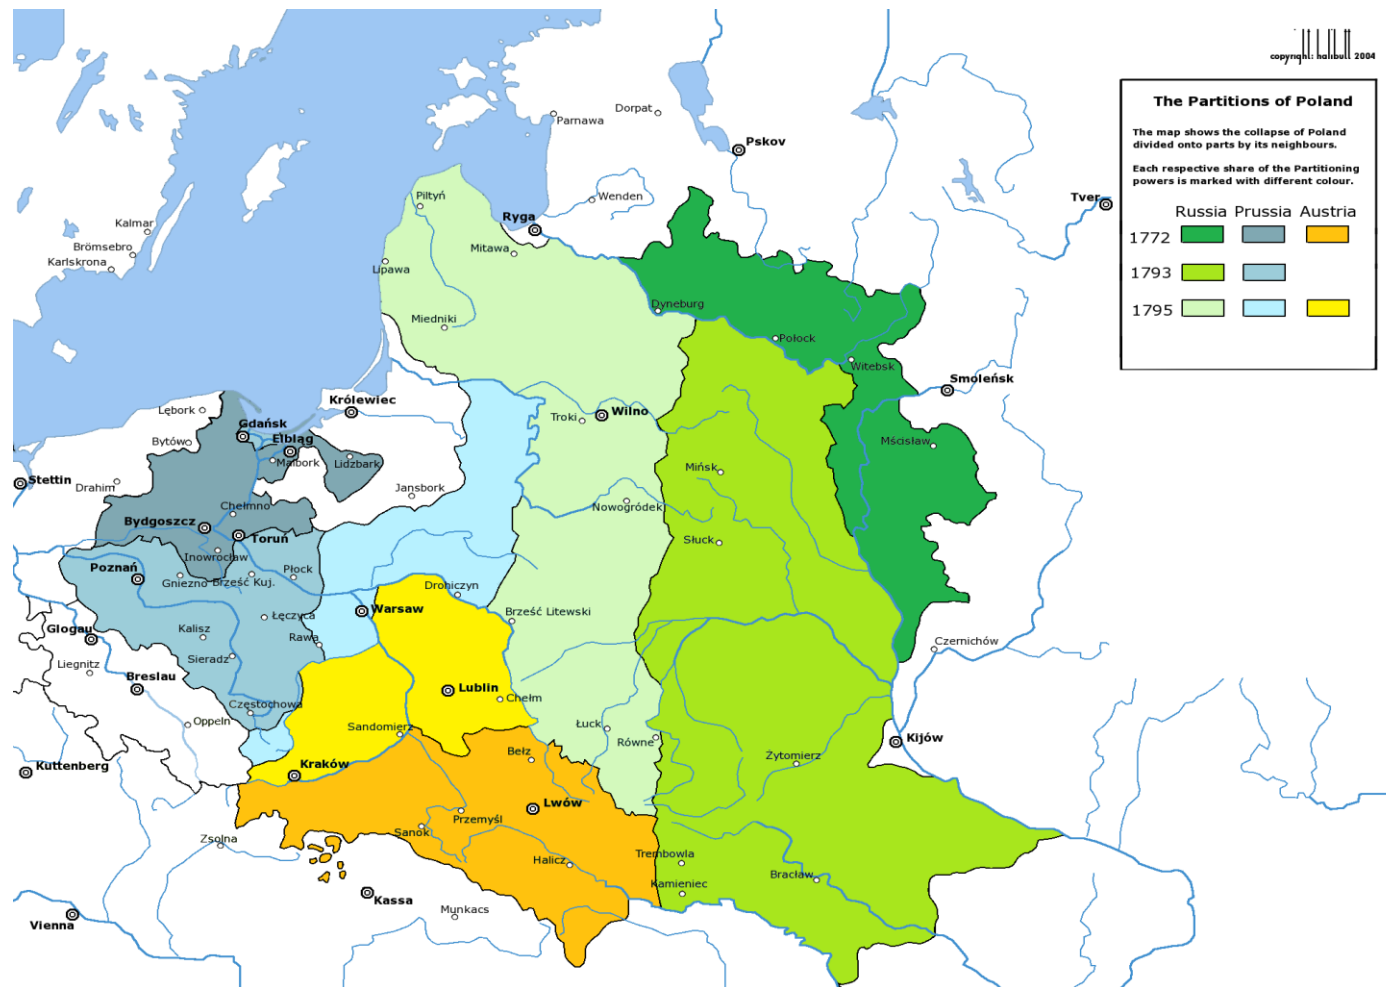 copyright: halibutt 2004
The Partitions of Poland
The map shows the collapse of Poland
divided onto parts by its neighbours.
Each respective share of the Partitioning
powers is marked with different colour.
Russia Prussia Austria
1772
1793
1795
Dorpat
Parnawa
Pskov
Tver
Wenden
Piltyń
Ryga
Kalmar
Brömsebro
Karlskrona
Mitawa
Lipawa
Dyneburg
Miedniki
Połock
Witebsk
Smoleńsk
Królewiec
Lębork
Troki
Wilno
Gdańsk
Elbląg
Bytów
Mścisław
Malbork
Lidzbark
Mińsk
Stettin
Drahim
Jansbork
Chełmno
Nowogródek
Bydgoszcz
Toruń
Słuck
Inowrocław
Poznań
Gniezno
Brześć Kuj.
Płock
Drohiczyn
Warsaw
Brześć Litewski
Łęczyca
Glogau
Kalisz
Rawa
Czernichów
Liegnitz
Sieradz
Breslau
Lublin
Chełm
Częstochowa
Oppeln
Sandomierz
Łuck
Równe
Kijów
Bełz
Żytomierz
Kuttenberg
Kraków
Lwów
Przemyśl
Sanok
Zsolna
Halicz
Trembowla
Kamieniec
Bracław
Kassa
Munkacs
Vienna